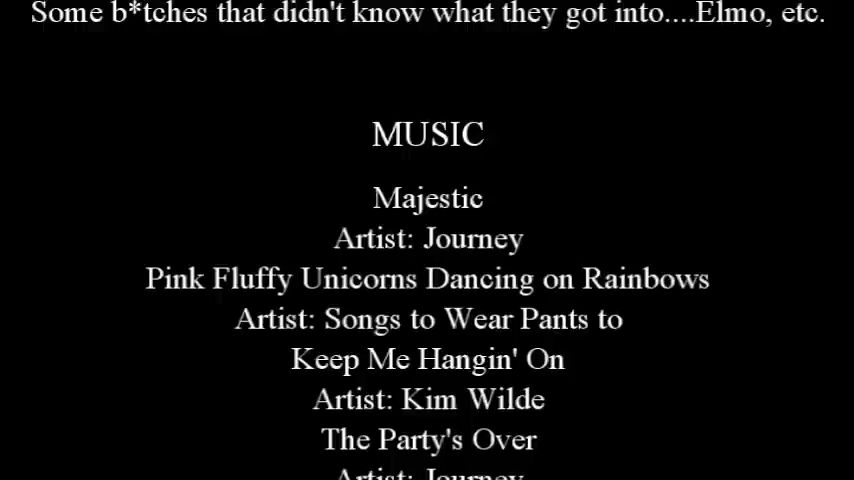 Some b*tches that didn't know what they got into....Elmo, etc.
MUSIC
Majestic
Artist: Journey
Pink Fluffy Unicorns Dancing on Rainbows
Artist: Songs to Wear Pants to
Keep Me Hangin' On
Artist: Kim Wilde
The Party's Over
Artist: Journey